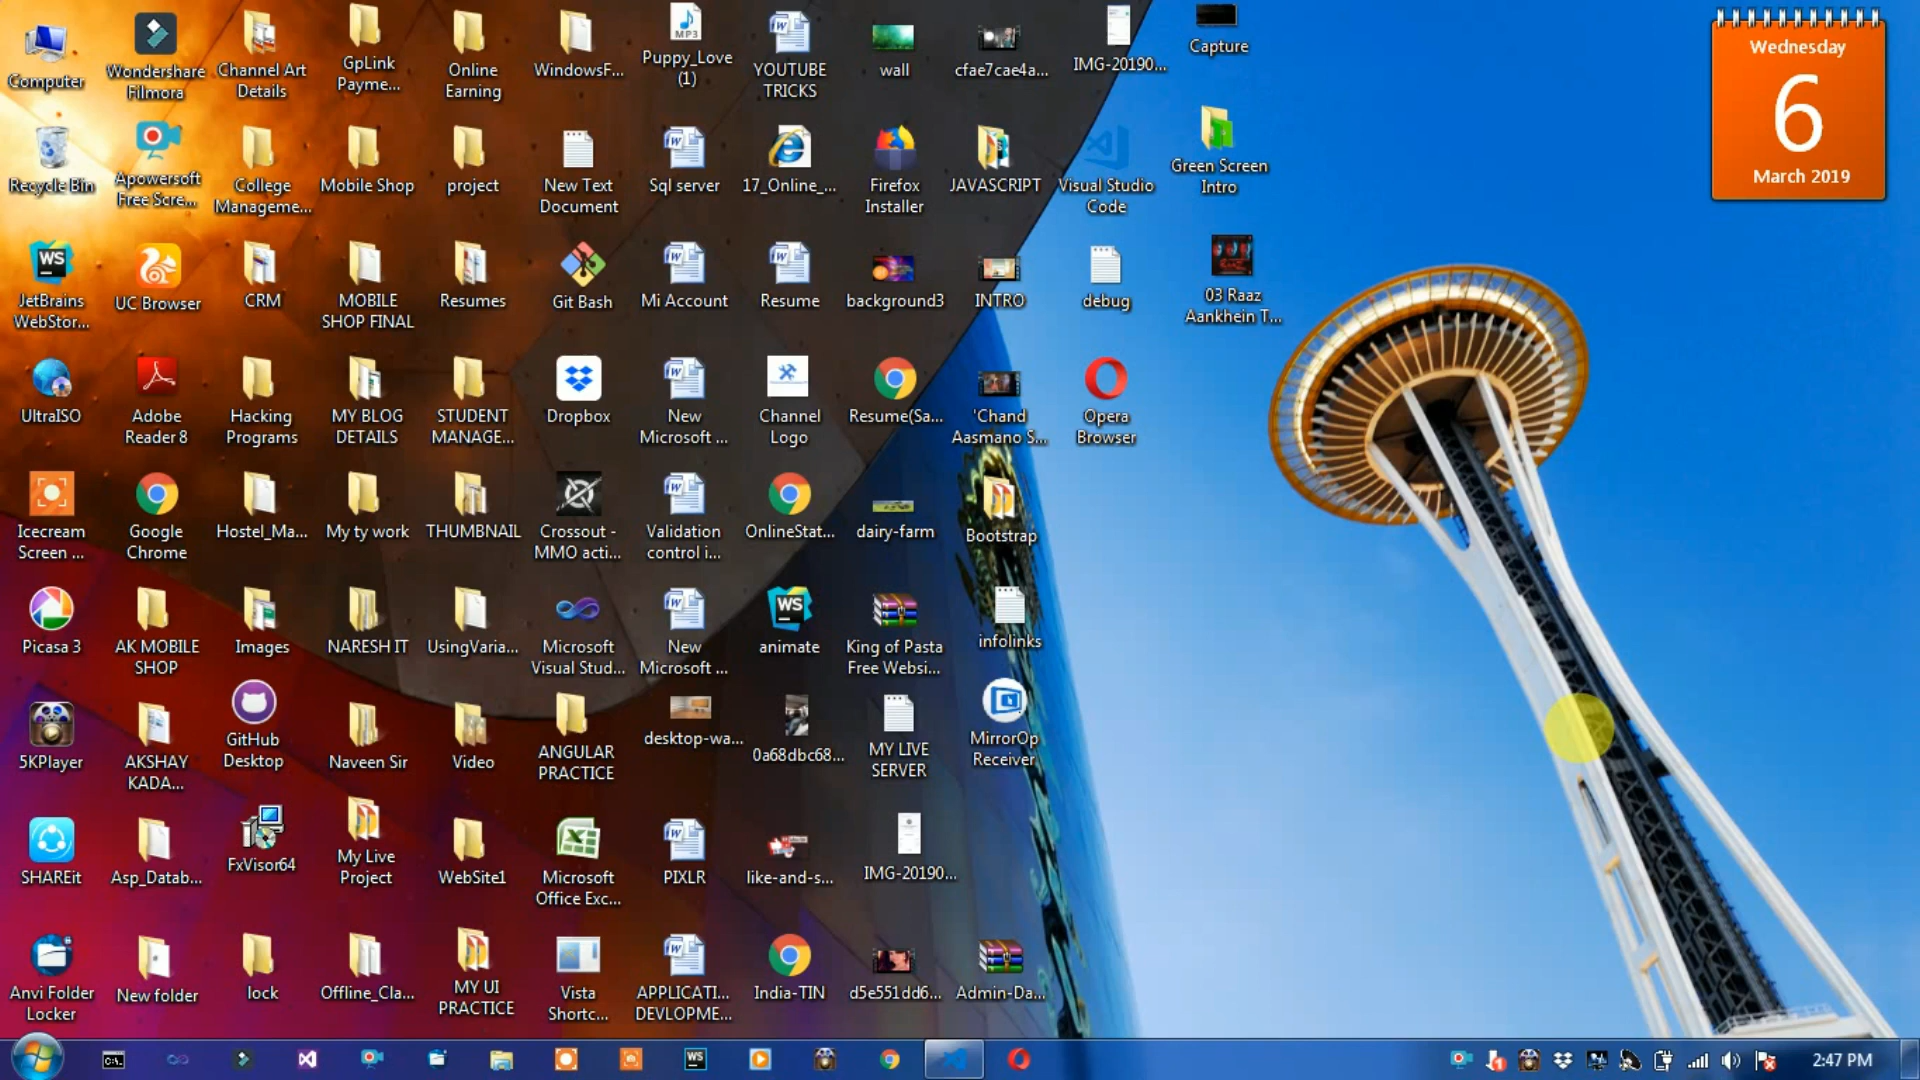 Computer
Wondershare
Filmora
Channel Art
Details
GpLink
Payme...
Online
Earning
WindowsF...
MP3
Puppy_Love
(1)
YOUTUBE
TRICKS
wall
cfae7cae4a...
IMG-20190...
Capture
Wednesday
6
March 2019
Recycle Bin
Apowersoft
Free Scre...
College
Manageme...
Mobile Shop
project
New Text
Document
Sql server
17_Online_...
Firefox
Installer
JAVASCRIPT
Visual Studio
Code
Green Screen
Intro
WS
JetBrains
WebStor...
UC Browser
CRM
MOBILE
SHOP FINAL
Resumes
Git Bash
Mi Account
Resume
background3
INTRO
debug
03 Raaz
Aankhein T...
UltraISO
Adobe
Reader 8
Hacking
Programs
MY BLOG
DETAILS
STUDENT
MANAGE...
Dropbox
New
Microsoft ...
Channel
Logo
Resume(Sa...
'Chand
Aasmano S...
Opera
Browser
Icecream
Screen ...
Google
Chrome
Hostel_Ma...
My ty work
THUMBNAIL
Crossout -
MMO acti...
Validation
control i...
OnlineStat...
dairy-farm
Bootstrap
Picasa 3
AK MOBILE
SHOP
Images
NARESH IT
UsingVaria...
Microsoft
Visual Stud...
New
Microsoft ...
WS
animate
King of Pasta
Free Websi...
infolinks
5KPlayer
AKSHAY
KADA...
GitHub
Desktop
Naveen Sir
Video
ANGULAR
PRACTICE
desktop-wa...
0a68dbc68...
MY LIVE
SERVER
MirrorOp
Receiver
SHAREit
Asp_Datab...
FxVisor64
My Live
Project
WebSite1
Microsoft
Office Exc...
PIXLR
like-and-s...
IMG-20190...
Anvi Folder
Locker
New folder
lock
Offline_Cla...
MY UI
PRACTICE
Vista
Shortc...
APPLICATI...
DEVLOPME...
India-TIN
d5e551dd6...
Admin-Da...
C:\
WS
2:47 PM